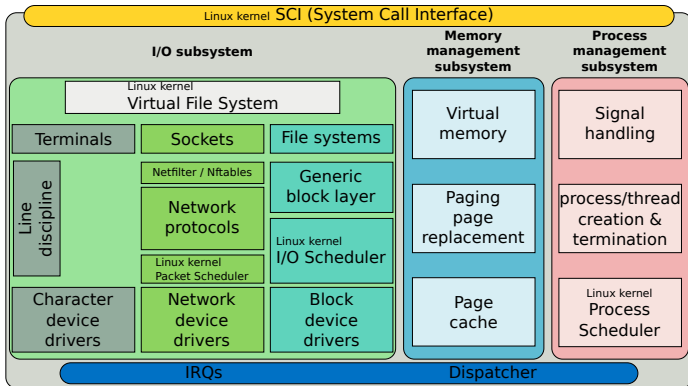 Linux kernel SCI (System Call Interface)
I/O subsystem
Memory
management
subsystem
Process
management
subsystem
Linux kernel
Virtual File System
Terminals
Sockets
File systems
Line
discipline
Netfilter / Nftables
Network
protocols
Linux kernel
Packet Scheduler
Generic
block layer
Linux kernel
I/O Scheduler
Character
device
drivers
Network
device
drivers
Block
device
drivers
Virtual
memory
Paging
page
replacement
Page
cache
Signal
handling
process/thread
creation &
termination
Linux kernel
Process
Scheduler
IRQs
Dispatcher